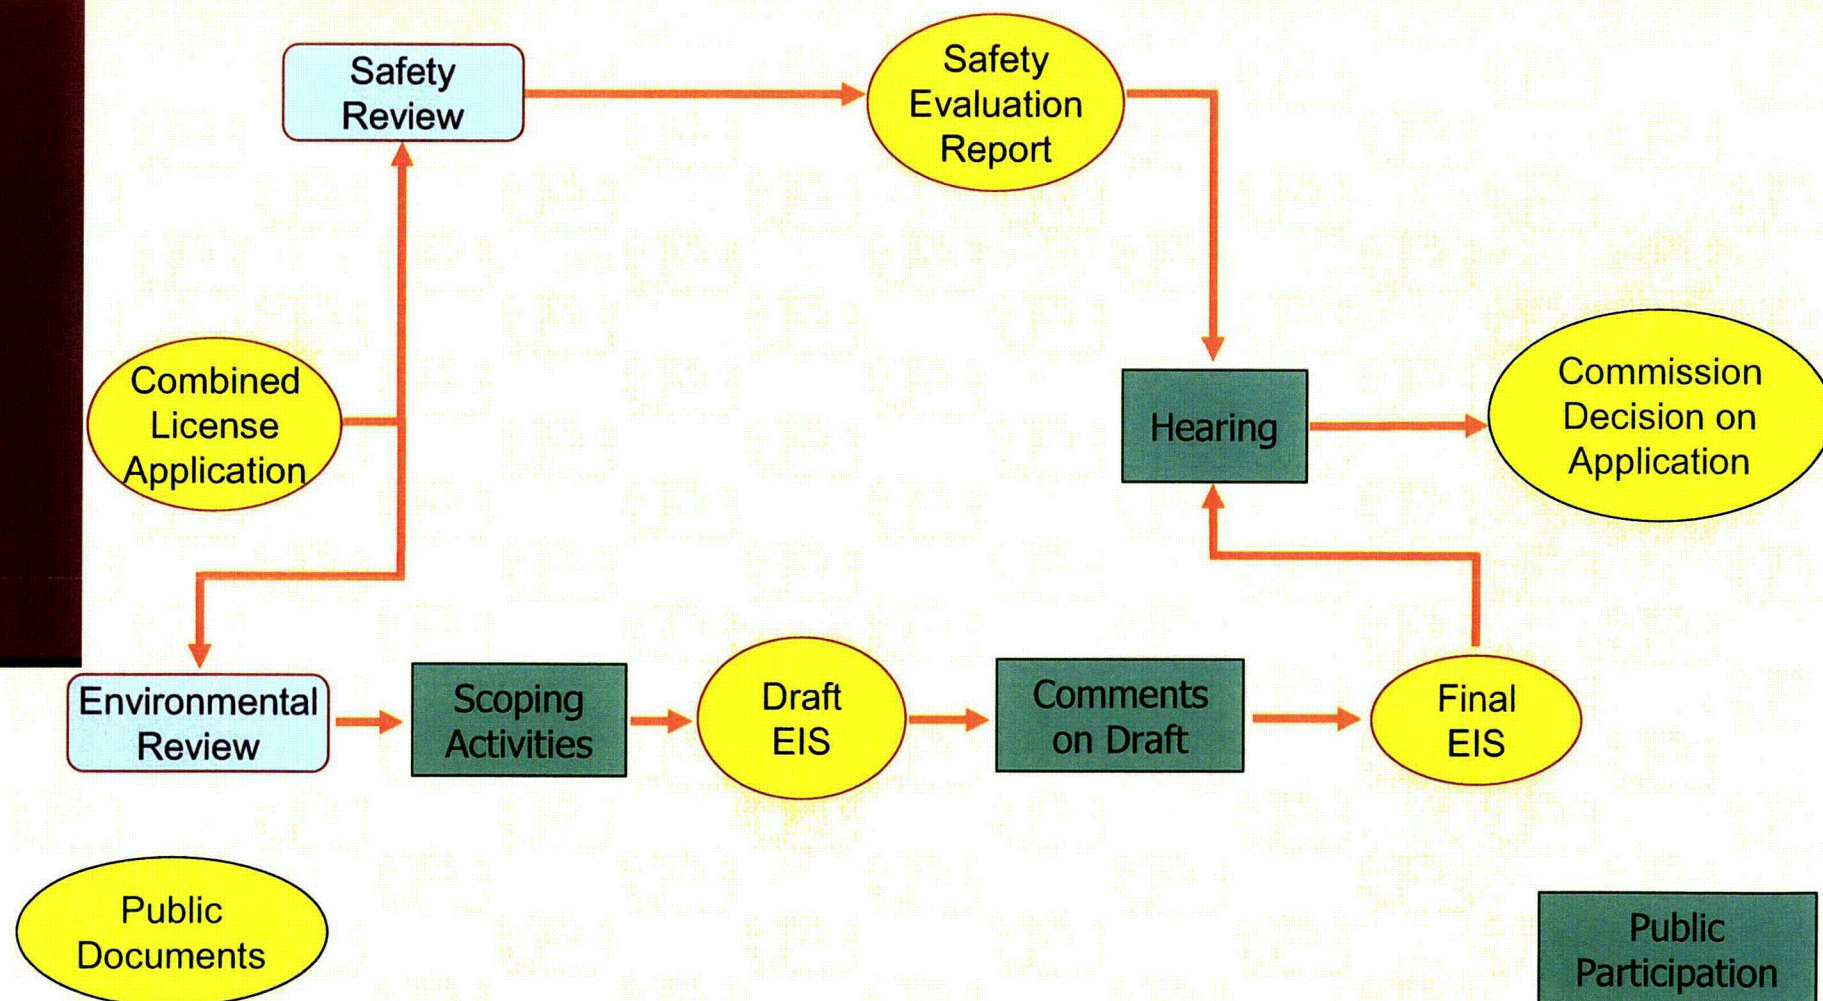 Safety
Review
Safety
Evaluation
Report
Combined
License
Application
Hearing
Commission
Decision on
Application
Environmental
Review
Scoping
Activities
Draft
EIS
Comments
on Draft
Final
EIS
Public
Documents
Public
Participation